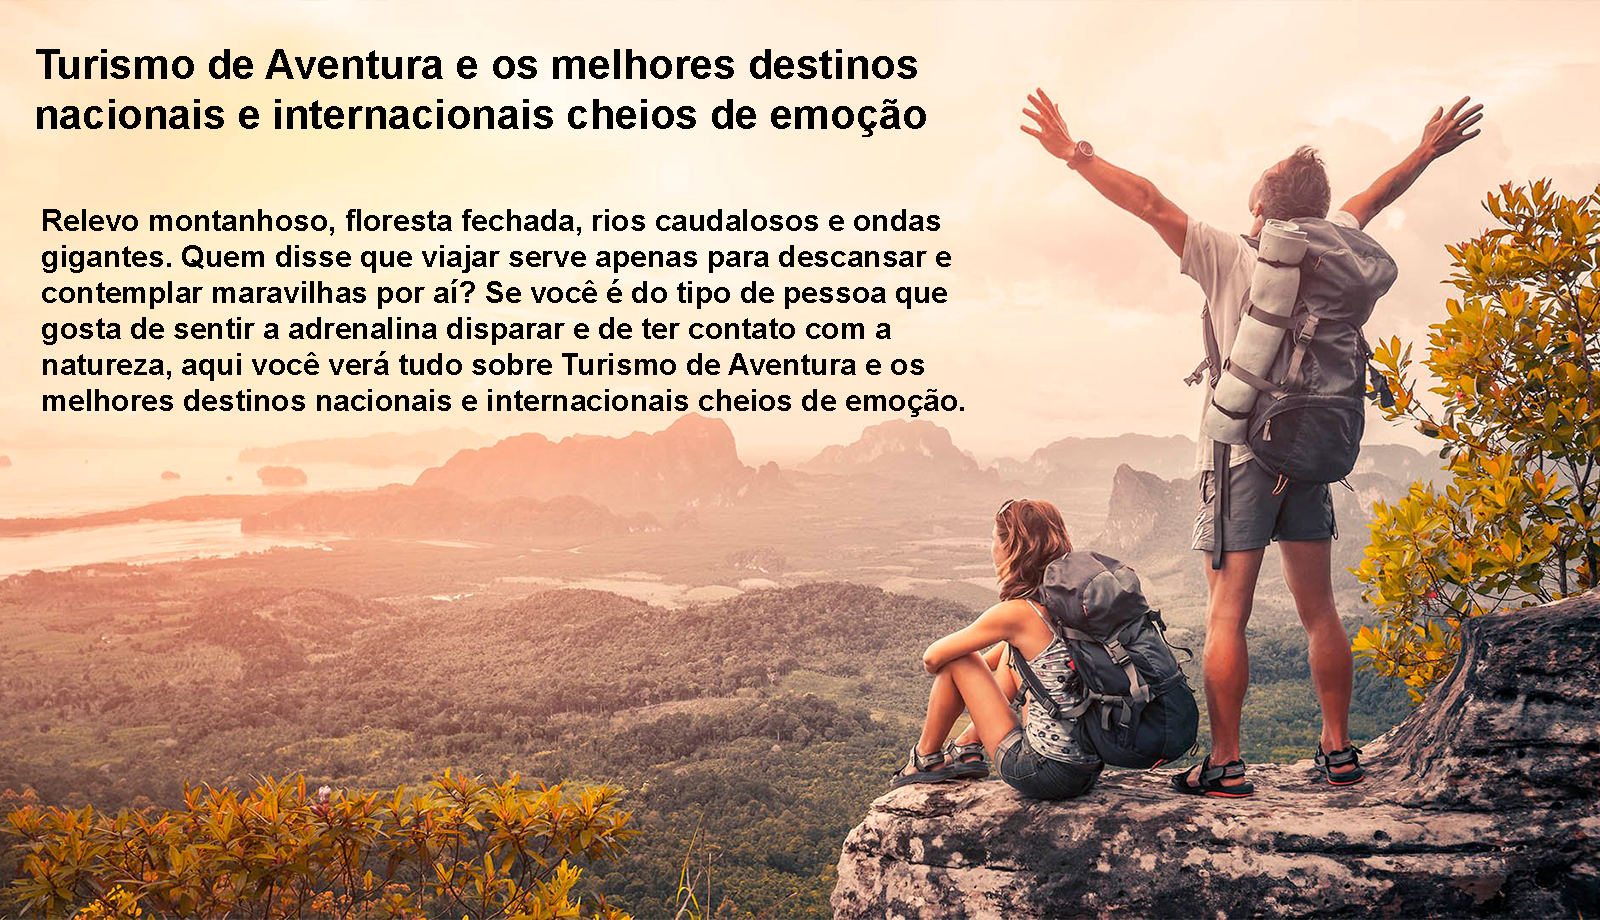 Turismo de Aventura e os melhores destinos
nacionais e internacionais cheios de emoção
Relevo montanhoso, floresta fechada, rios caudalosos e ondas
gigantes. Quem disse que viajar serve apenas para descansar e
contemplar maravilhas por aí? Se você é do tipo de pessoa que
gosta de sentir a adrenalina disparar e de ter contato com a
natureza, aqui você verá tudo sobre Turismo de Aventura e os
melhores destinos nacionais e internacionais cheios de emoção.